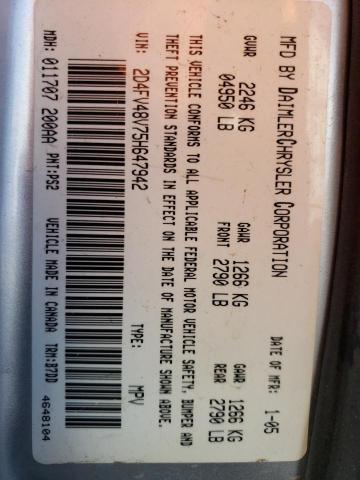 MFD BY DAIMLERCHRYSLER CORPORATION
DATE OF MFR: 1-05
GVWR 2246 KG
04950 LB
GAWR FRONT 1266 KG
2790 LB
GAWR REAR 1266 KG
2790 LB
THIS VEHICLE CONFORMS TO ALL APPLICABLE FEDERAL MOTOR VEHICLE SAFETY, BUMPER AND
THEFT PREVENTION STANDARDS IN EFFECT ON THE DATE OF MANUFACTURE SHOWN ABOVE.
VIN: 2D4FV48V75H647942
TYPE: MPV
MDH: 011707 200AA PNT:PS2
VEHICLE MADE IN CANADA TRM:B7DD
4648104